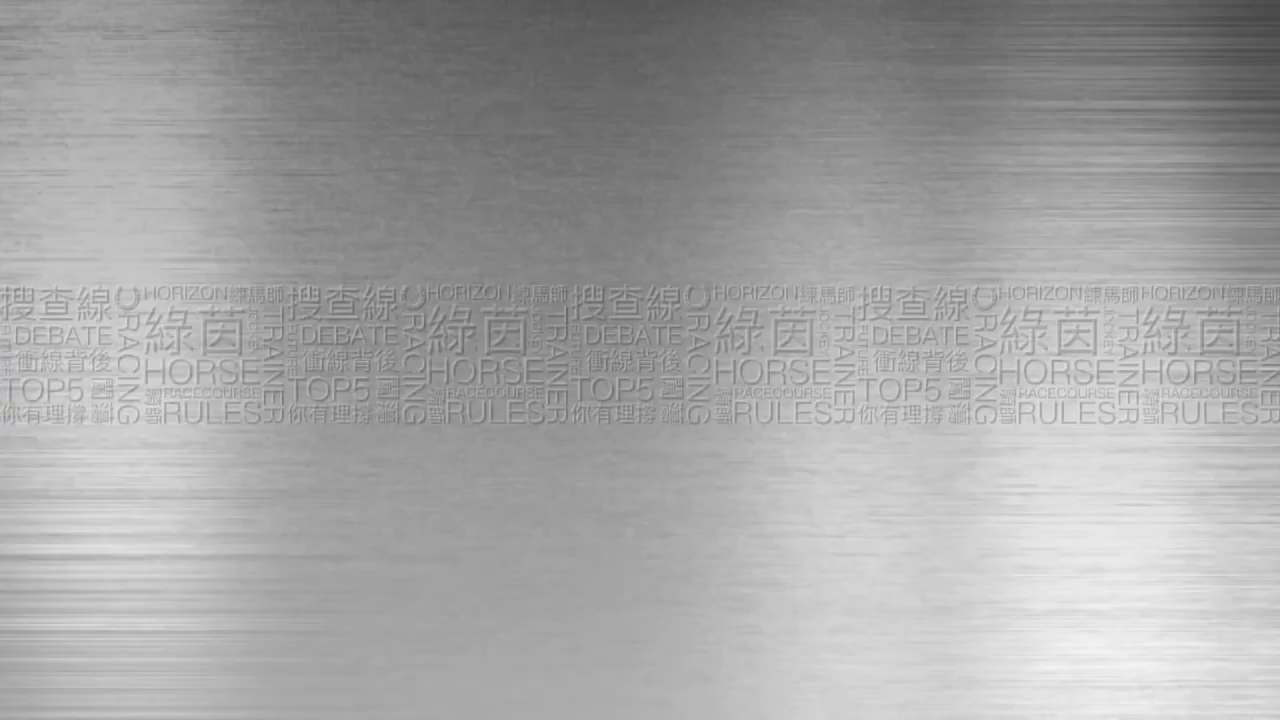 搜查線
DEBATE
衝線背後
TOP5
你有理撐
RACING
HORIZON 練馬師
綠茵
HORSE
RACECOURSE
RULES
TRAINER
搜查線
DEBATE
衝線背後
TOP5
你有理撐
RACING
HORIZON 練馬師
綠茵
HORSE
RACECOURSE
RULES
TRAINER
搜查線
DEBATE
衝線背後
TOP5
你有理撐
RACING
HORIZON 練馬師
綠茵
HORSE
RACECOURSE
RULES
TRAINER
搜查線
DEBATE
衝線背後
TOP5
你有理撐
RACING
HORIZON 練馬師
綠茵
HORSE
RACECOURSE
RULES
TRAINER
HORIZON 練馬師
綠茵
HORSE
RACECOURSE
RULES
TRAINER